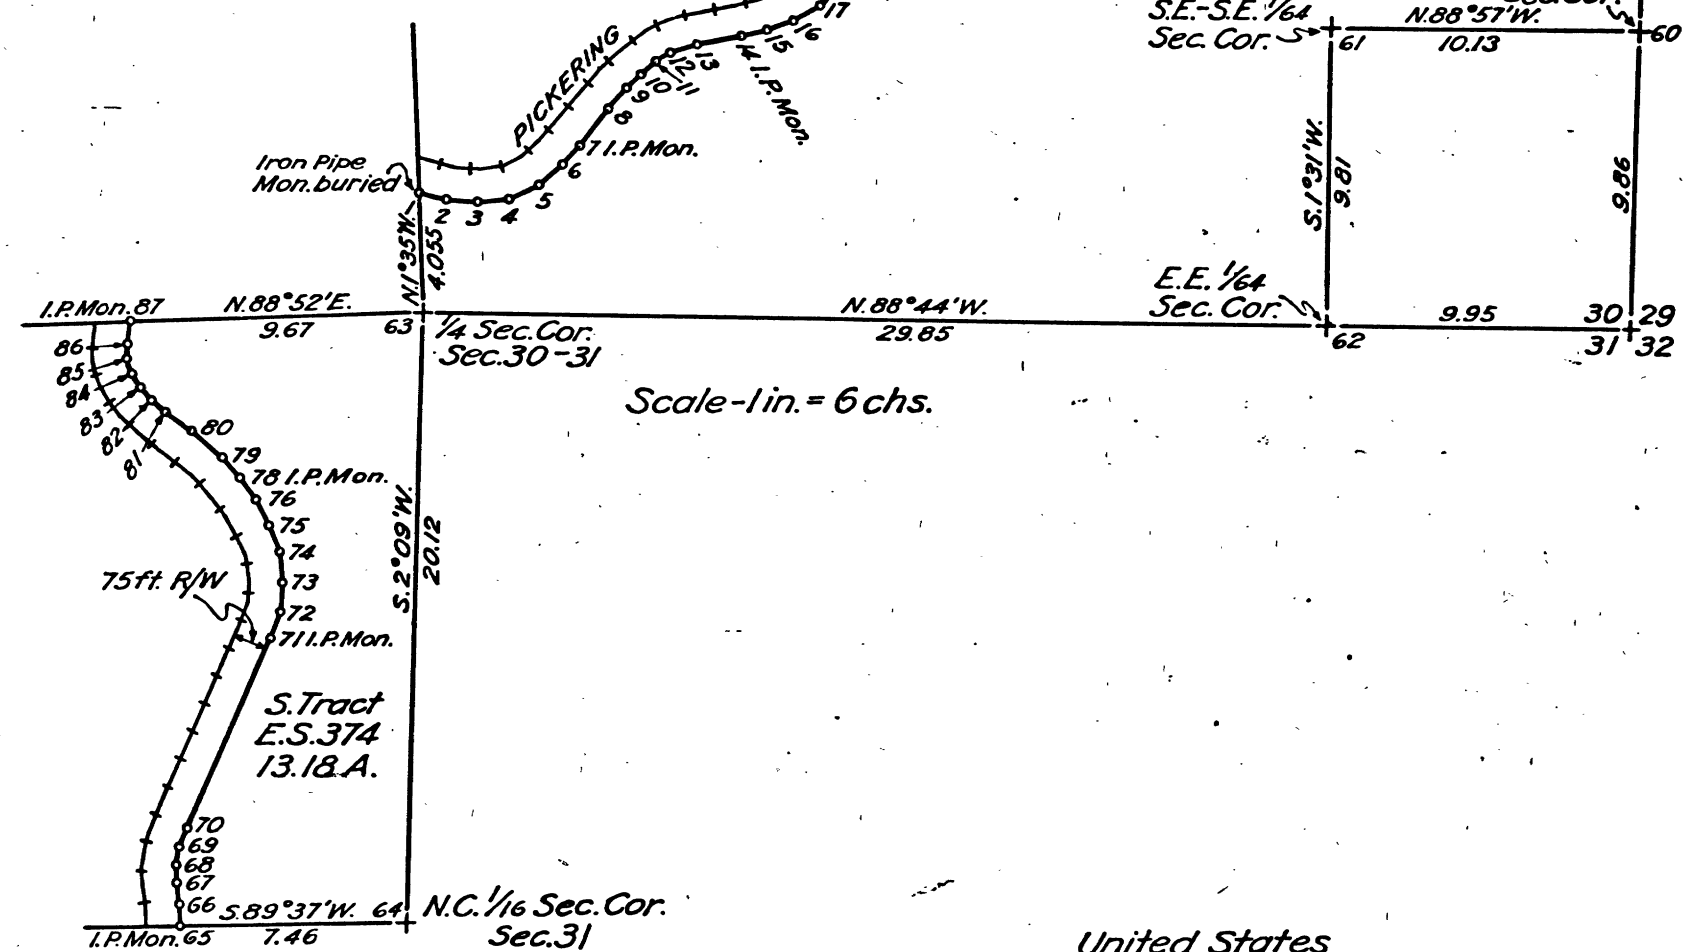 17
16
15
14 I.P. Mon.
13
12
11
10
9
8
7 I.P. Mon.
6
5
4
3
2
1
PICKERING
Iron Pipe
Mon. buried
N.1°35'W.
4.055
S.E.-S.E. 1/64
Sec. Cor.
61
N.88°57'W.
10.13
60
S.1°31'W.
9.81
9.86
E.E. 1/64
Sec. Cor.
62
9.95
30 29
31 32
I.P. Mon. 87
N.88°52'E.
9.67
63
1/4 Sec. Cor.
Sec. 30-31
N.88°44'W.
29.85
Scale-1in.=6chs.
86
85
84
83
82
81
80
79
78 I.P. Mon.
76
75
74
73
72
71 I.P. Mon.
75ft. R/W
S.2°09'W.
20.12
S. Tract
E.S. 374
13.18 A.
70
69
68
67
66
S.89°37'W.
7.46
64
I.P. Mon. 65
N.C. 1/16 Sec. Cor.
Sec. 31
United States